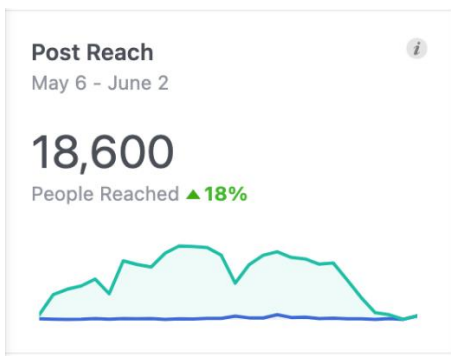 Post Reach
i
May 6 - June 2
18,600
People Reached ▲ 18%